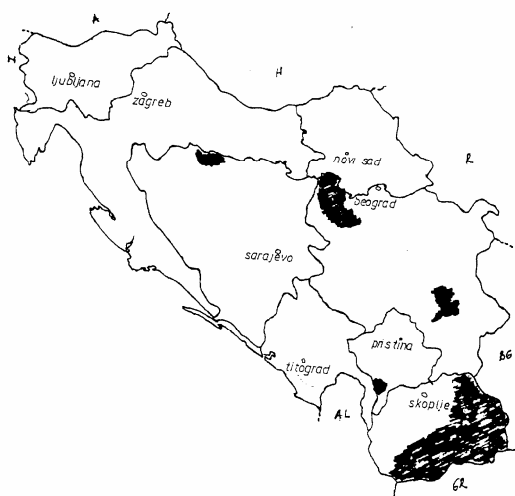 A
I
ljubljana
H
zagreb
novi sad
R
beograd
sarajevo
pristina
BG
titograd
skoplje
AL
GR